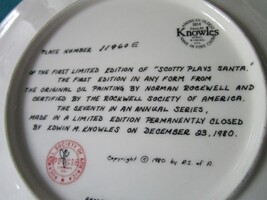 Knowles
PLATE NUMBER 11960 E
OF THE FIRST LIMITED EDITION OF "SCOTTY PLAYS SANTA."
THE FIRST EDITION IN ANY FORM FROM
THE ORIGINAL OIL PAINTING BY NORMAN ROCKWELL AND
CERTIFIED BY THE ROCKWELL SOCIETY OF AMERICA.
THE SEVENTH IN AN ANNUAL SERIES,
MADE IN A LIMITED EDITION PERMANENTLY CLOSED
BY EDWIN M. KNOWLES ON DECEMBER 23, 1980.
COPYRIGHT © 1980 BY R.S. OF A.